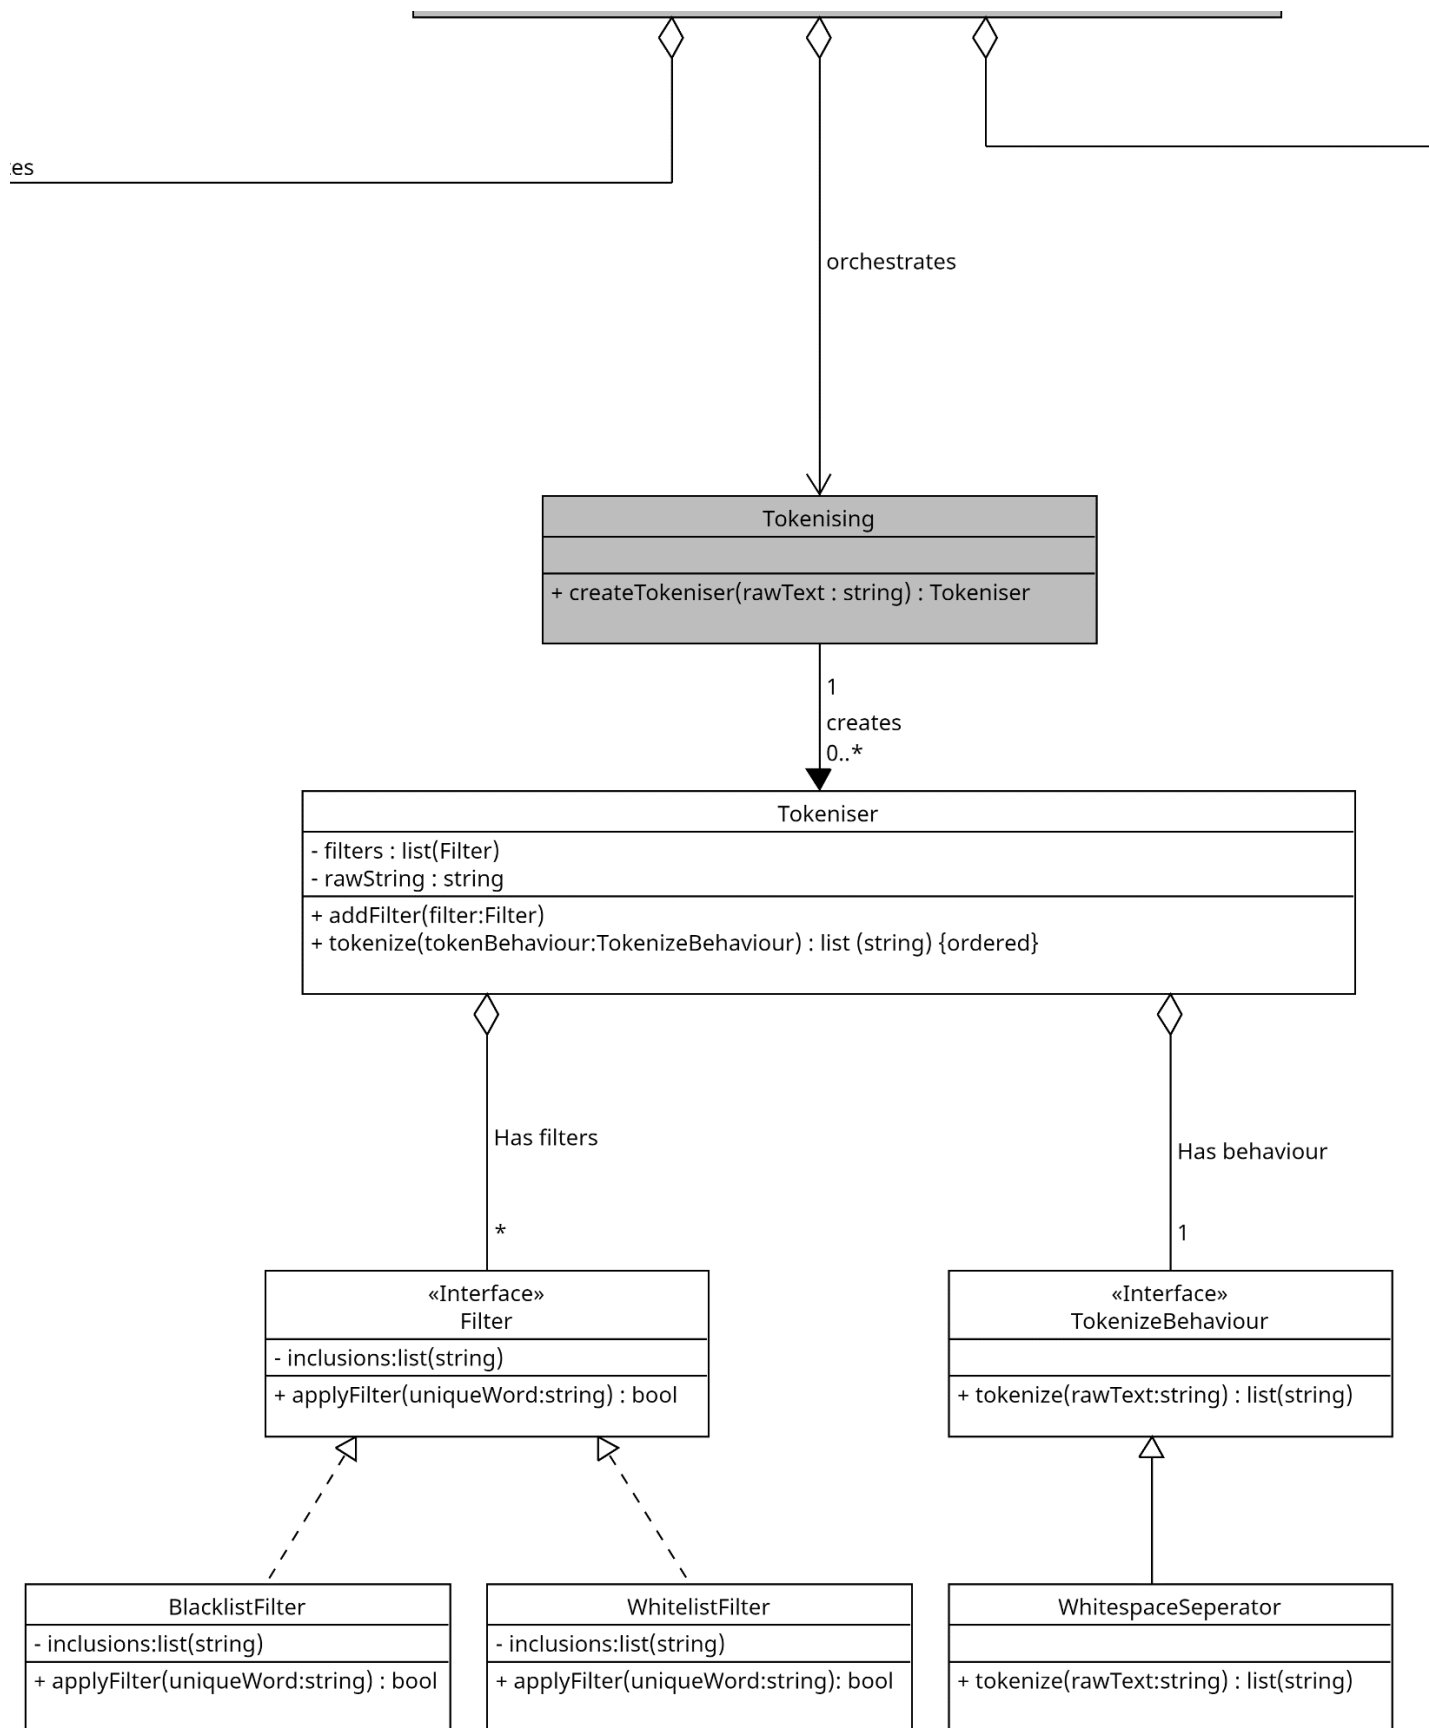 orchestrates
Tokenising
+ createTokeniser(rawText : string) : Tokeniser
1
creates
0..*
Tokeniser
- filters : list(Filter)
- rawString : string
+ addFilter(filter:Filter)
+ tokenize(tokenBehaviour:TokenizeBehaviour) : list (string) {ordered}
Has filters
*
Has behaviour
1
«Interface»
Filter
- inclusions:list(string)
+ applyFilter(uniqueWord:string) : bool
«Interface»
TokenizeBehaviour
+ tokenize(rawText:string) : list(string)
BlacklistFilter
- inclusions:list(string)
+ applyFilter(uniqueWord:string) : bool
WhitelistFilter
- inclusions:list(string)
+ applyFilter(uniqueWord:string): bool
WhitespaceSeperator
+ tokenize(rawText:string) : list(string)